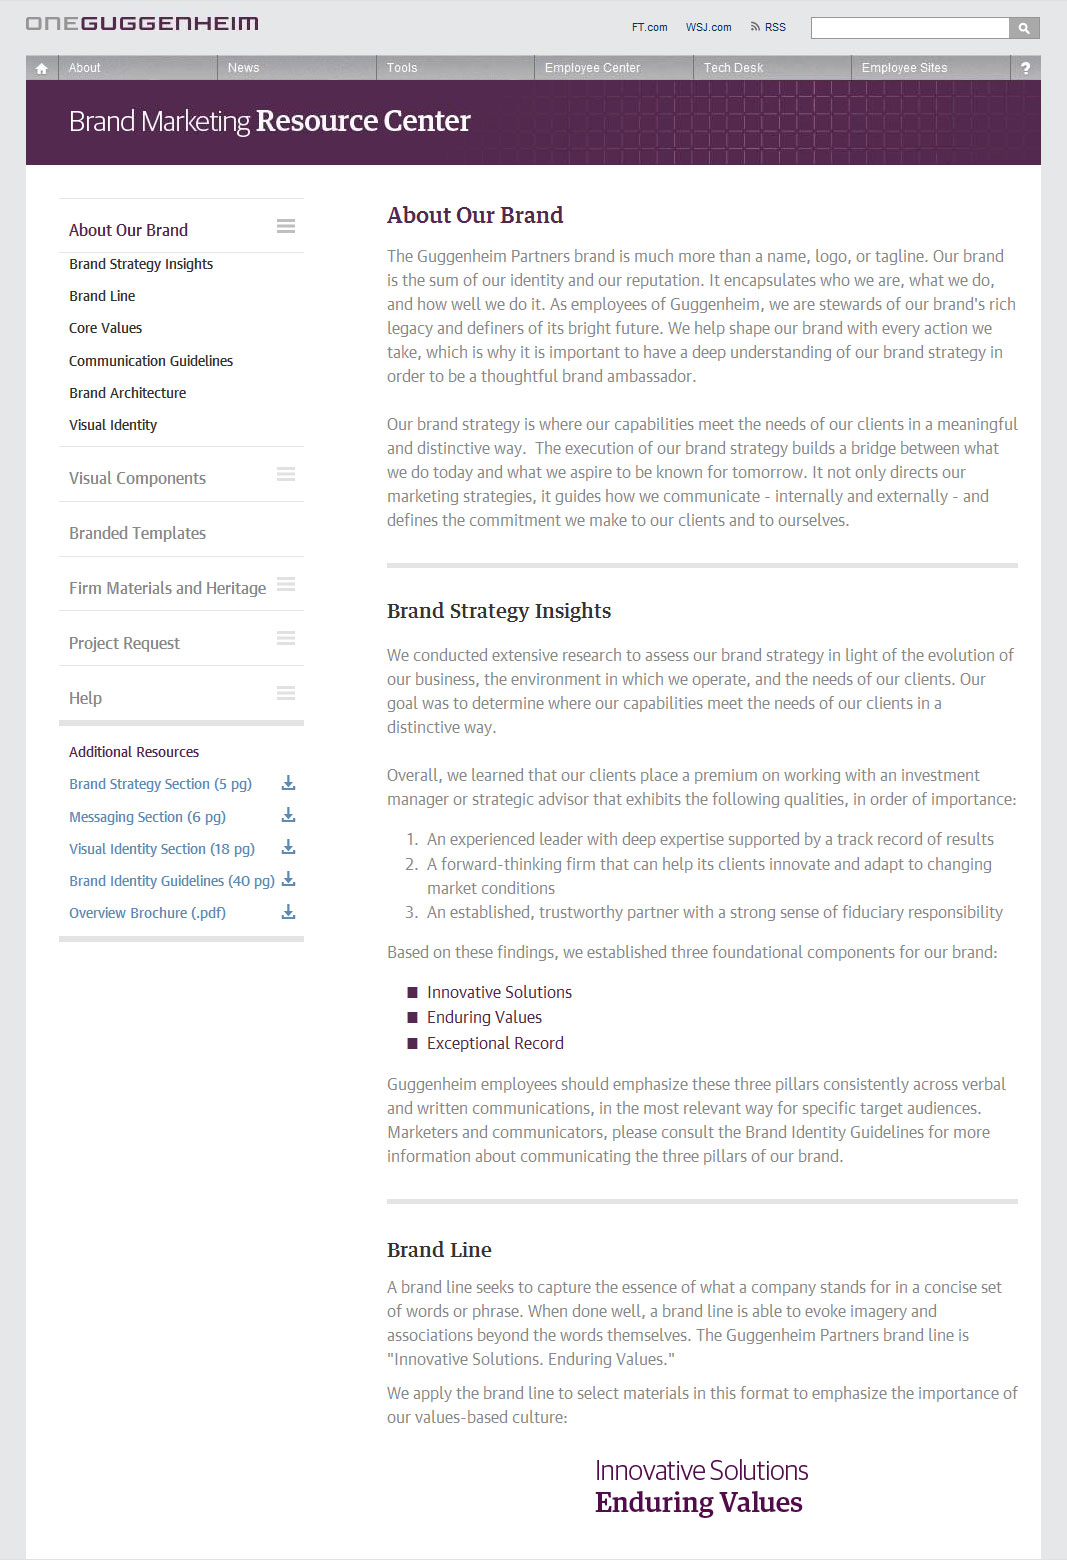 ONEGUGGENHEIM
FT.com WSJ.com RSS
About News Tools Employee Center Tech Desk Employee Sites ?
Brand Marketing Resource Center
About Our Brand
Brand Strategy Insights
Brand Line
Core Values
Communication Guidelines
Brand Architecture
Visual Identity
Visual Components
Branded Templates
Firm Materials and Heritage
Project Request
Help
Additional Resources
Brand Strategy Section (5 pg)
Messaging Section (6 pg)
Visual Identity Section (18 pg)
Brand Identity Guidelines (40 pg)
Overview Brochure (.pdf)
About Our Brand
The Guggenheim Partners brand is much more than a name, logo, or tagline. Our brand
is the sum of our identity and our reputation. It encapsulates who we are, what we do,
and how well we do it. As employees of Guggenheim, we are stewards of our brand's rich
legacy and definers of its bright future. We help shape our brand with every action we
take, which is why it is important to have a deep understanding of our brand strategy in
order to be a thoughtful brand ambassador.
Our brand strategy is where our capabilities meet the needs of our clients in a meaningful
and distinctive way. The execution of our brand strategy builds a bridge between what
we do today and what we aspire to be known for tomorrow. It not only directs our
marketing strategies, it guides how we communicate - internally and externally - and
defines the commitment we make to our clients and to ourselves.
Brand Strategy Insights
We conducted extensive research to assess our brand strategy in light of the evolution of
our business, the environment in which we operate, and the needs of our clients. Our
goal was to determine where our capabilities meet the needs of our clients in a
distinctive way.
Overall, we learned that our clients place a premium on working with an investment
manager or strategic advisor that exhibits the following qualities, in order of importance:
1. An experienced leader with deep expertise supported by a track record of results
2. A forward-thinking firm that can help its clients innovate and adapt to changing
market conditions
3. An established, trustworthy partner with a strong sense of fiduciary responsibility
Based on these findings, we established three foundational components for our brand:
■ Innovative Solutions
■ Enduring Values
■ Exceptional Record
Guggenheim employees should emphasize these three pillars consistently across verbal
and written communications, in the most relevant way for specific target audiences.
Marketers and communicators, please consult the Brand Identity Guidelines for more
information about communicating the three pillars of our brand.
Brand Line
A brand line seeks to capture the essence of what a company stands for in a concise set
of words or phrase. When done well, a brand line is able to evoke imagery and
associations beyond the words themselves. The Guggenheim Partners brand line is
"Innovative Solutions. Enduring Values."
We apply the brand line to select materials in this format to emphasize the importance of
our values-based culture:
Innovative Solutions
Enduring Values